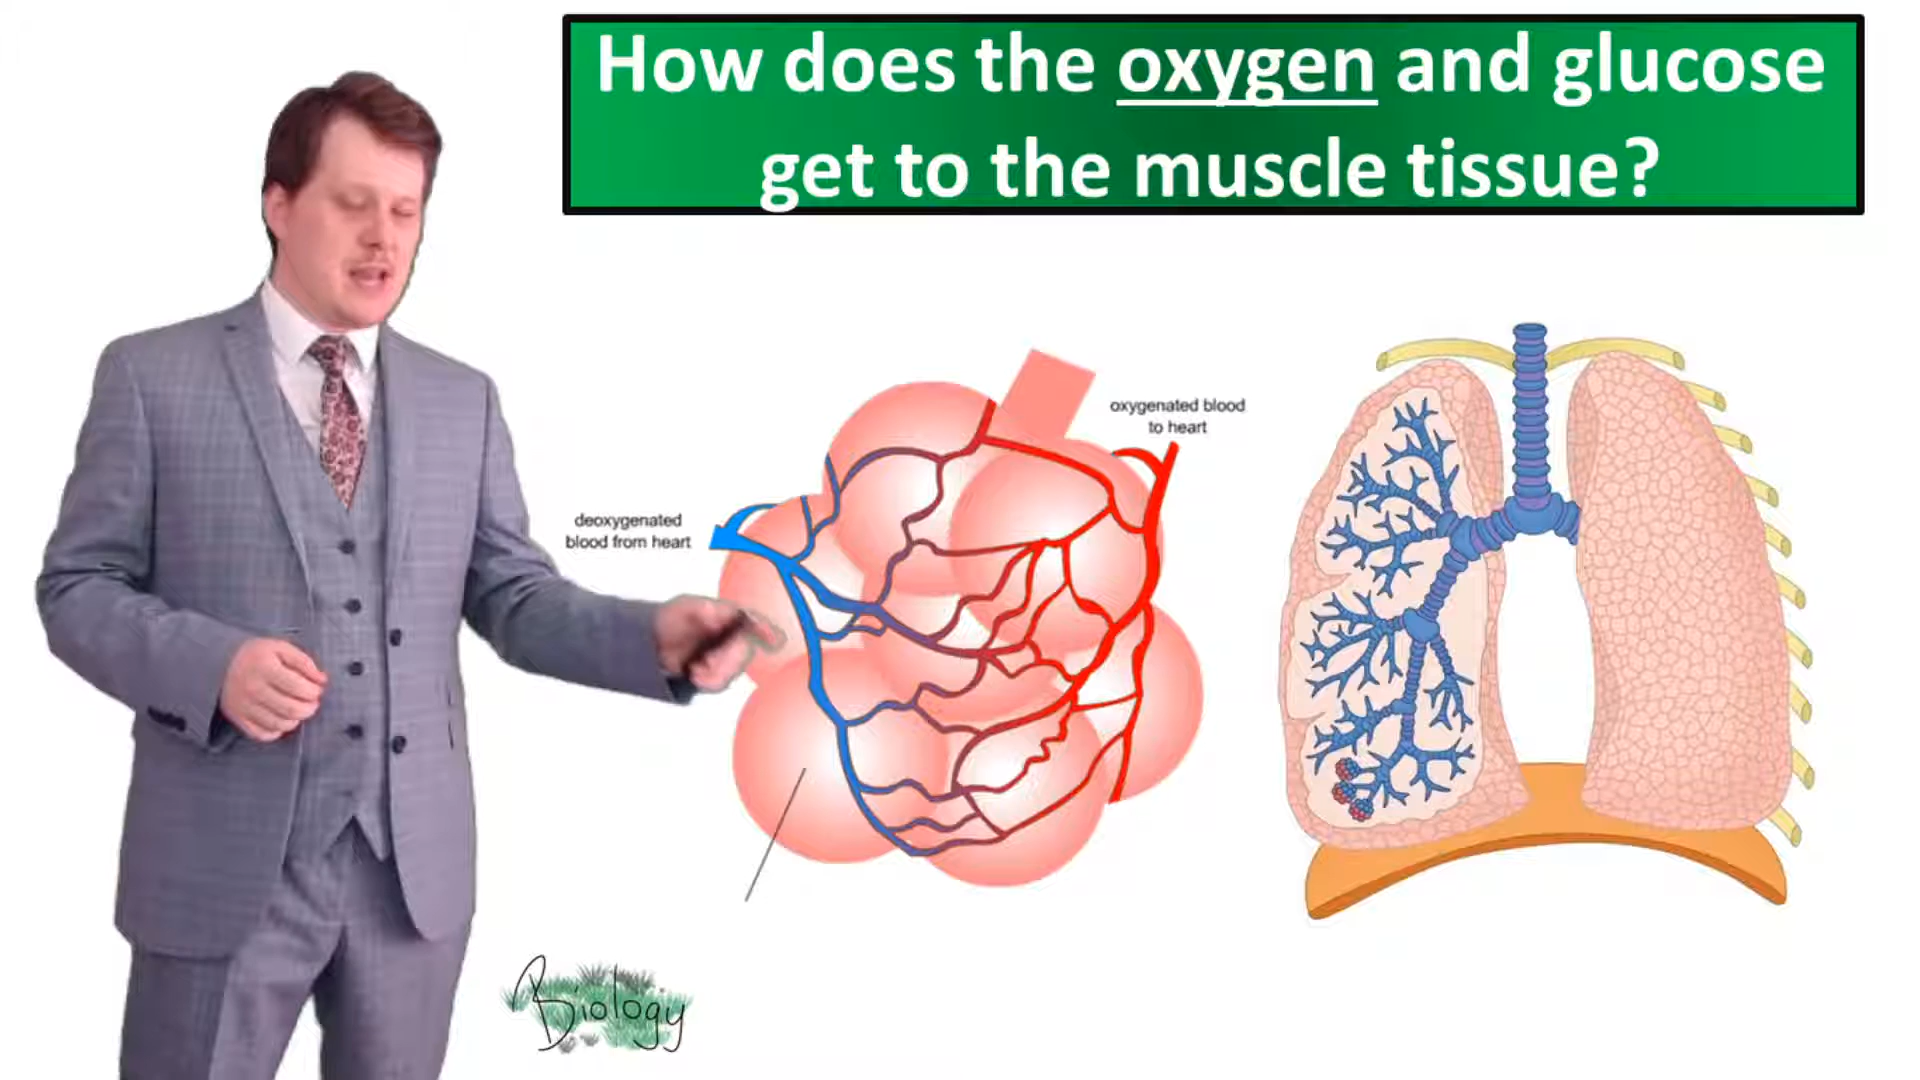 How does the oxygen and glucose
get to the muscle tissue?
oxygenated blood
to heart
deoxygenated
blood from heart
Biology